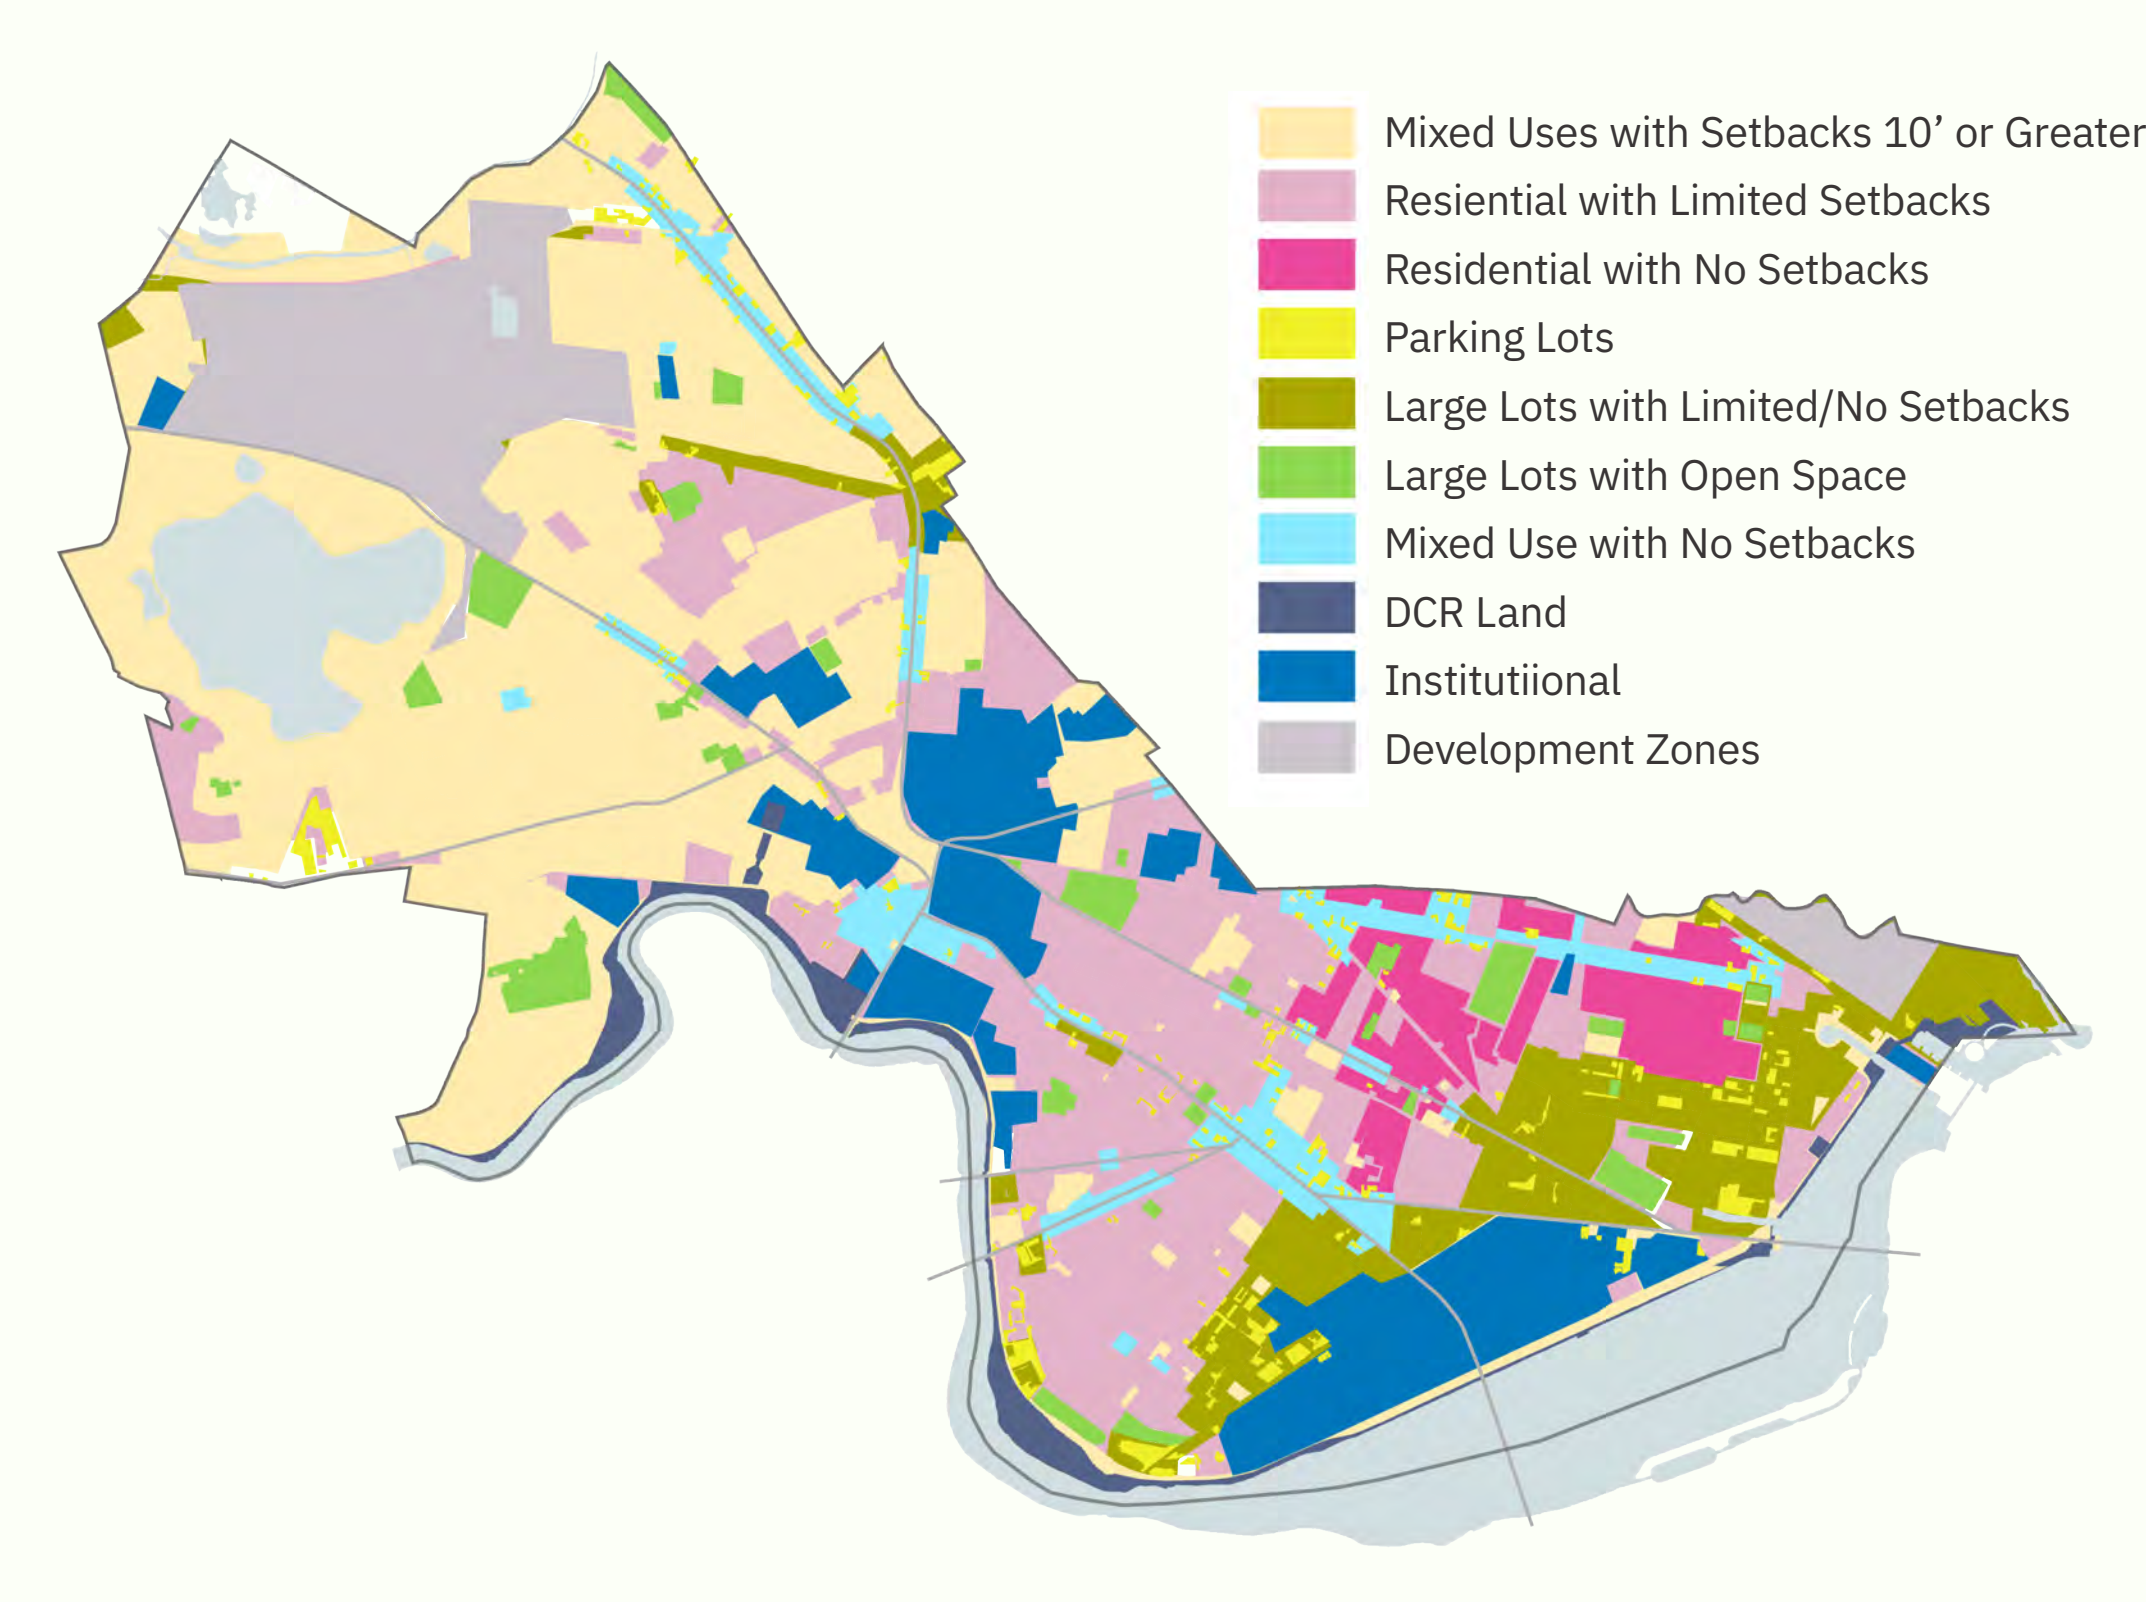 Mixed Uses with Setbacks 10’ or Greater
Resiential with Limited Setbacks
Residential with No Setbacks
Parking Lots
Large Lots with Limited/No Setbacks
Large Lots with Open Space
Mixed Use with No Setbacks
DCR Land
Institutiional
Development Zones